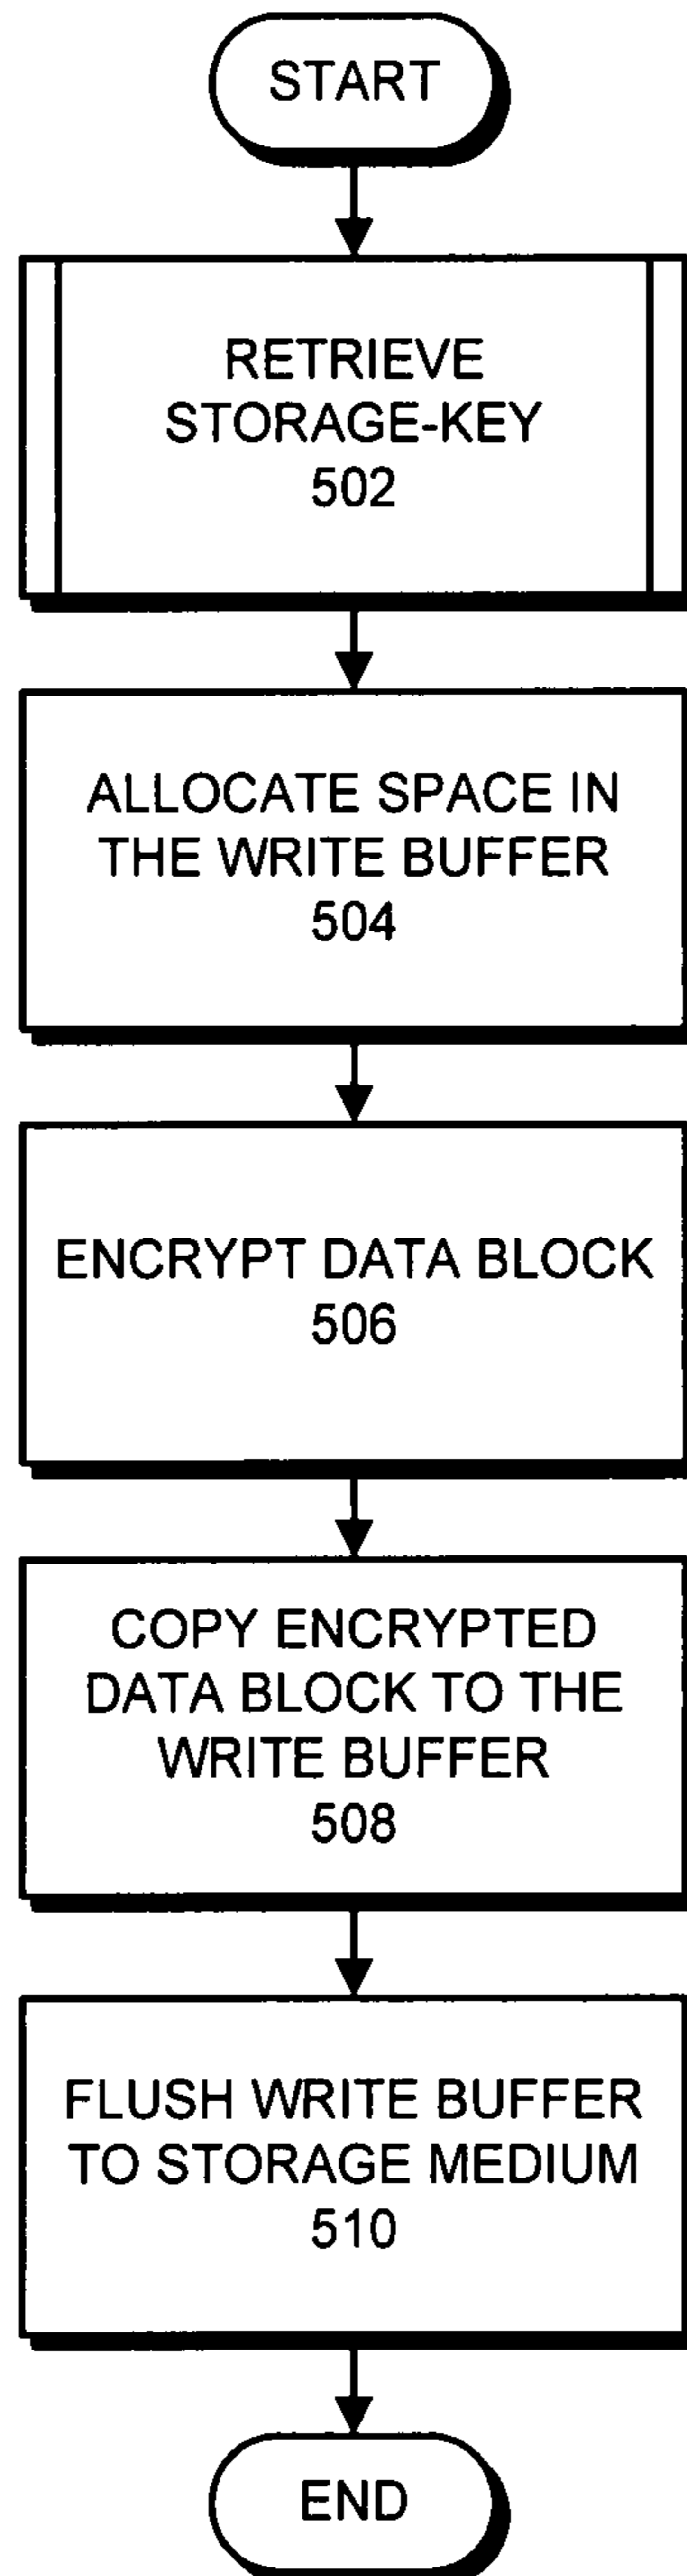 START
RETRIEVE
STORAGE-KEY
502
ALLOCATE SPACE IN
THE WRITE BUFFER
504
ENCRYPT DATA BLOCK
506
COPY ENCRYPTED
DATA BLOCK TO THE
WRITE BUFFER
508
FLUSH WRITE BUFFER
TO STORAGE MEDIUM
510
END